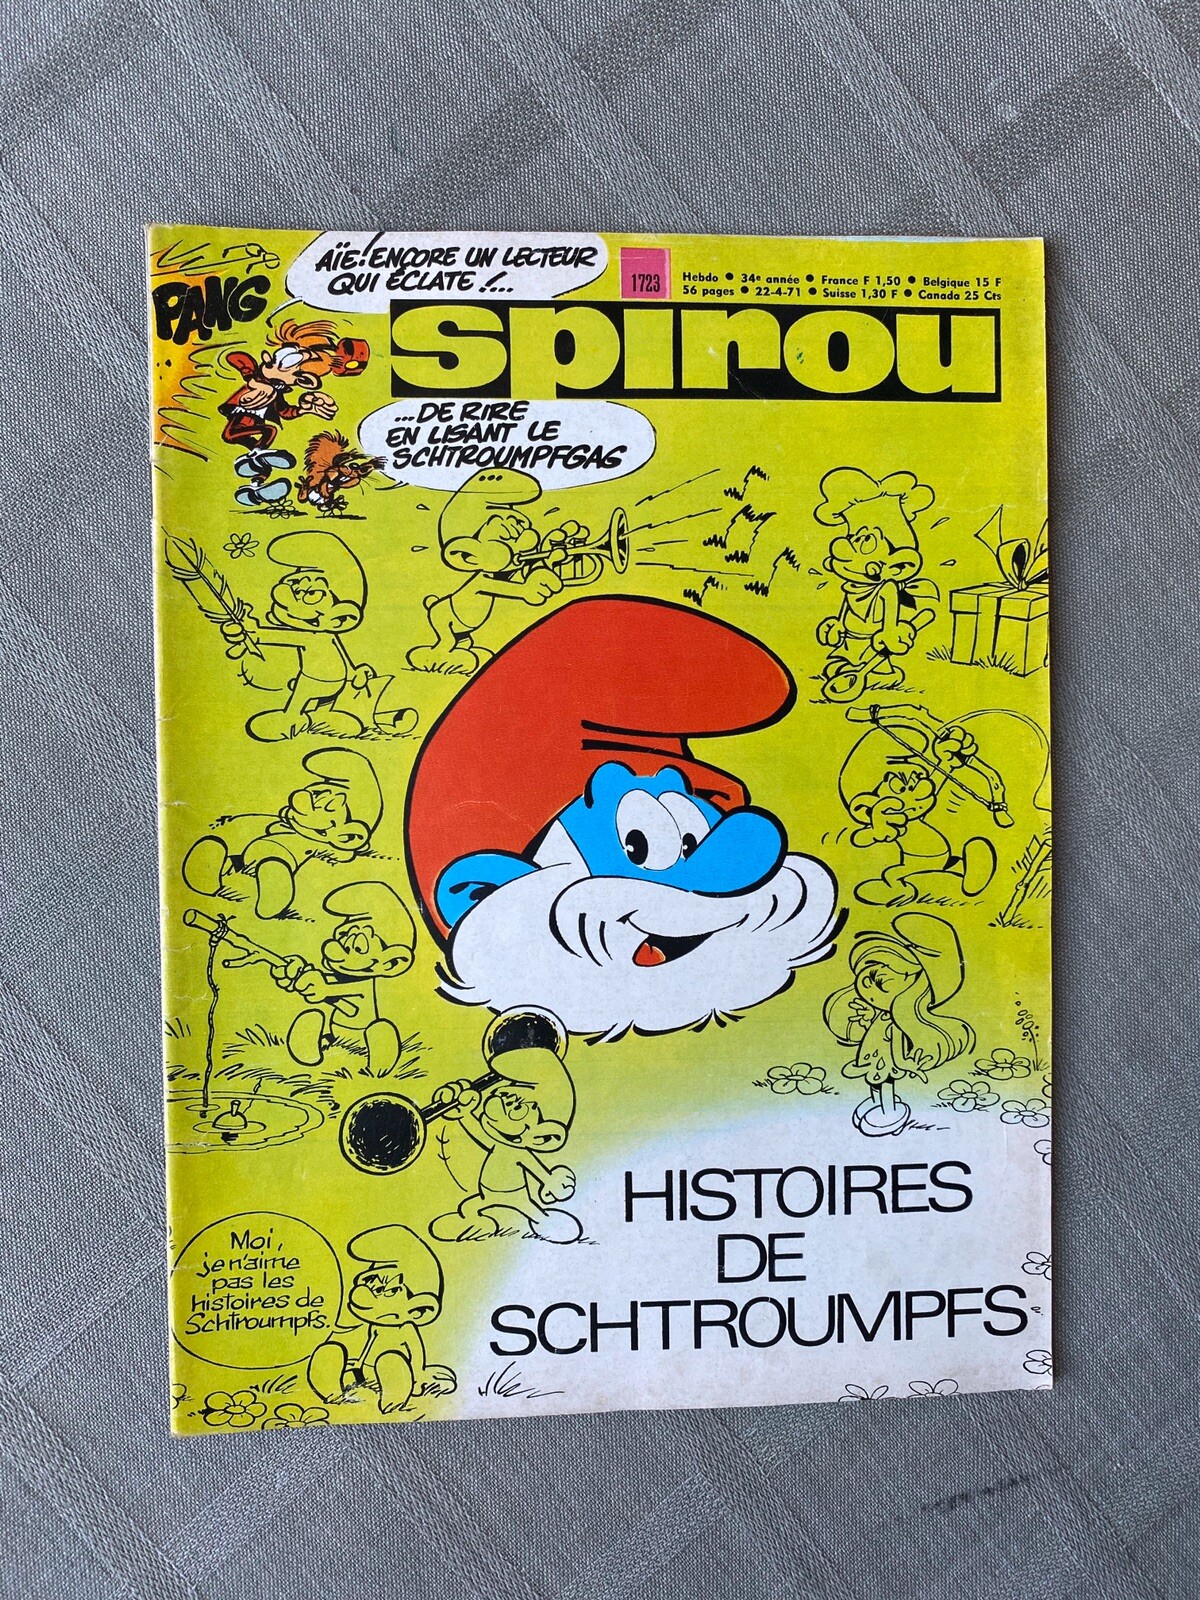 AÏE! ENCORE UN LECTEUR
QUI ÉCLATE !...
PANG
1723
Hebdo • 34e année • France F 1,50 • Belgique 15 F
56 pages • 22-4-71 • Suisse 1,30 F • Canada 25 Cts
spirou
...DE RIRE
EN LISANT LE
SCHTROUMPFGAG
...
HISTOIRES
DE
SCHTROUMPFS
Moi,
je n'aime
pas les
histoires de
Schtroumpfs.